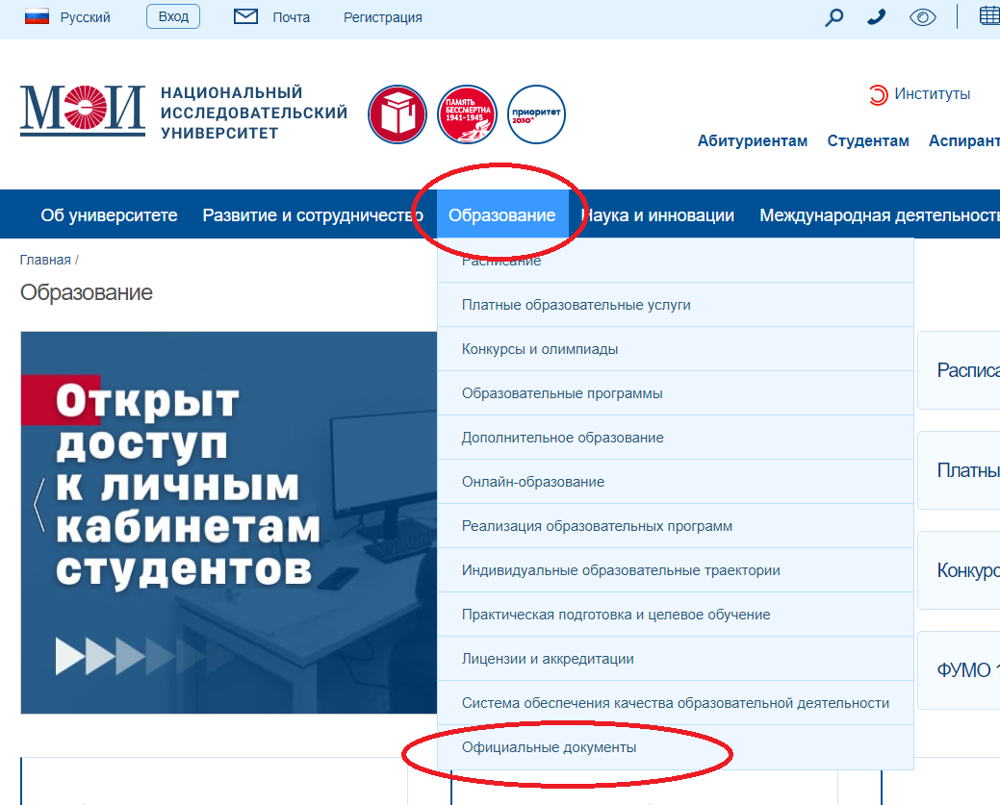 Русский
Вход
Почта
Регистрация
МЭИ
НАЦИОНАЛЬНЫЙ
ИССЛЕДОВАТЕЛЬСКИЙ
УНИВЕРСИТЕТ
ПАМЯТЬ
БЕССМЕРТНА
1941-1945
приоритет
2030^
Институты
Абитуриентам Студентам Аспирант
Об университете Развитие и сотрудничество Образование Наука и инновации Международная деятельность
Главная /
Образование
Расписание
Платные образовательные услуги
Конкурсы и олимпиады
Образовательные программы
Дополнительное образование
Онлайн-образование
Реализация образовательных программ
Индивидуальные образовательные траектории
Практическая подготовка и целевое обучение
Лицензии и аккредитации
Система обеспечения качества образовательной деятельности
Официальные документы
Открыт
доступ
к личным
кабинетам
студентов
Расписа
Платны
Конкурс
ФУМО 1